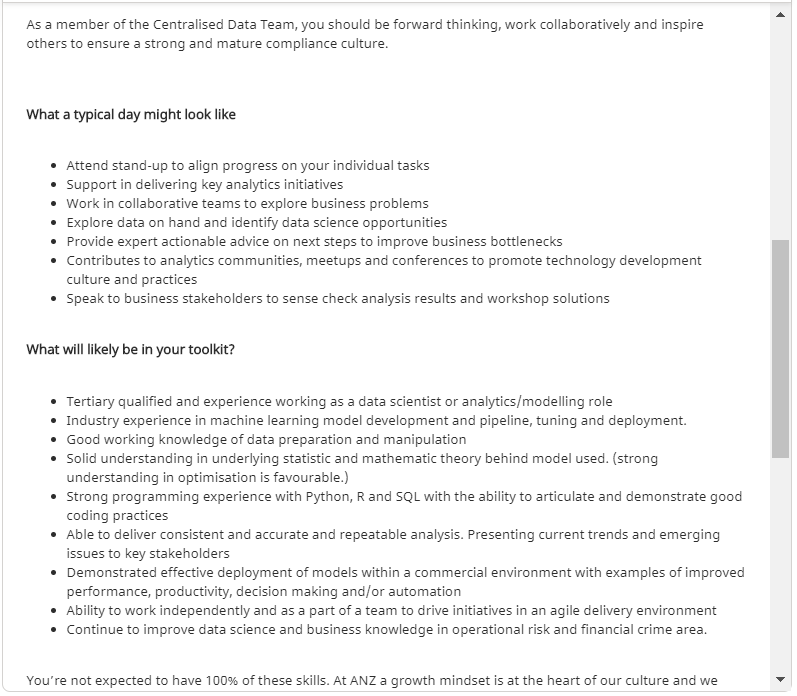 As a member of the Centralised Data Team, you should be forward thinking, work collaboratively and inspire
others to ensure a strong and mature compliance culture.
What a typical day might look like
• Attend stand-up to align progress on your individual tasks
• Support in delivering key analytics initiatives
• Work in collaborative teams to explore business problems
• Explore data on hand and identify data science opportunities
• Provide expert actionable advice on next steps to improve business bottlenecks
• Contributes to analytics communities, meetups and conferences to promote technology development
culture and practices
• Speak to business stakeholders to sense check analysis results and workshop solutions
What will likely be in your toolkit?
• Tertiary qualified and experience working as a data scientist or analytics/modelling role
• Industry experience in machine learning model development and pipeline, tuning and deployment.
• Good working knowledge of data preparation and manipulation
• Solid understanding in underlying statistic and mathematic theory behind model used. (strong
understanding in optimisation is favourable.)
• Strong programming experience with Python, R and SQL with the ability to articulate and demonstrate good
coding practices
• Able to deliver consistent and accurate and repeatable analysis. Presenting current trends and emerging
issues to key stakeholders
• Demonstrated effective deployment of models within a commercial environment with examples of improved
performance, productivity, decision making and/or automation
• Ability to work independently and as a part of a team to drive initiatives in an agile delivery environment
• Continue to improve data science and business knowledge in operational risk and financial crime area.
You’re not expected to have 100% of these skills. At ANZ a growth mindset is at the heart of our culture and we